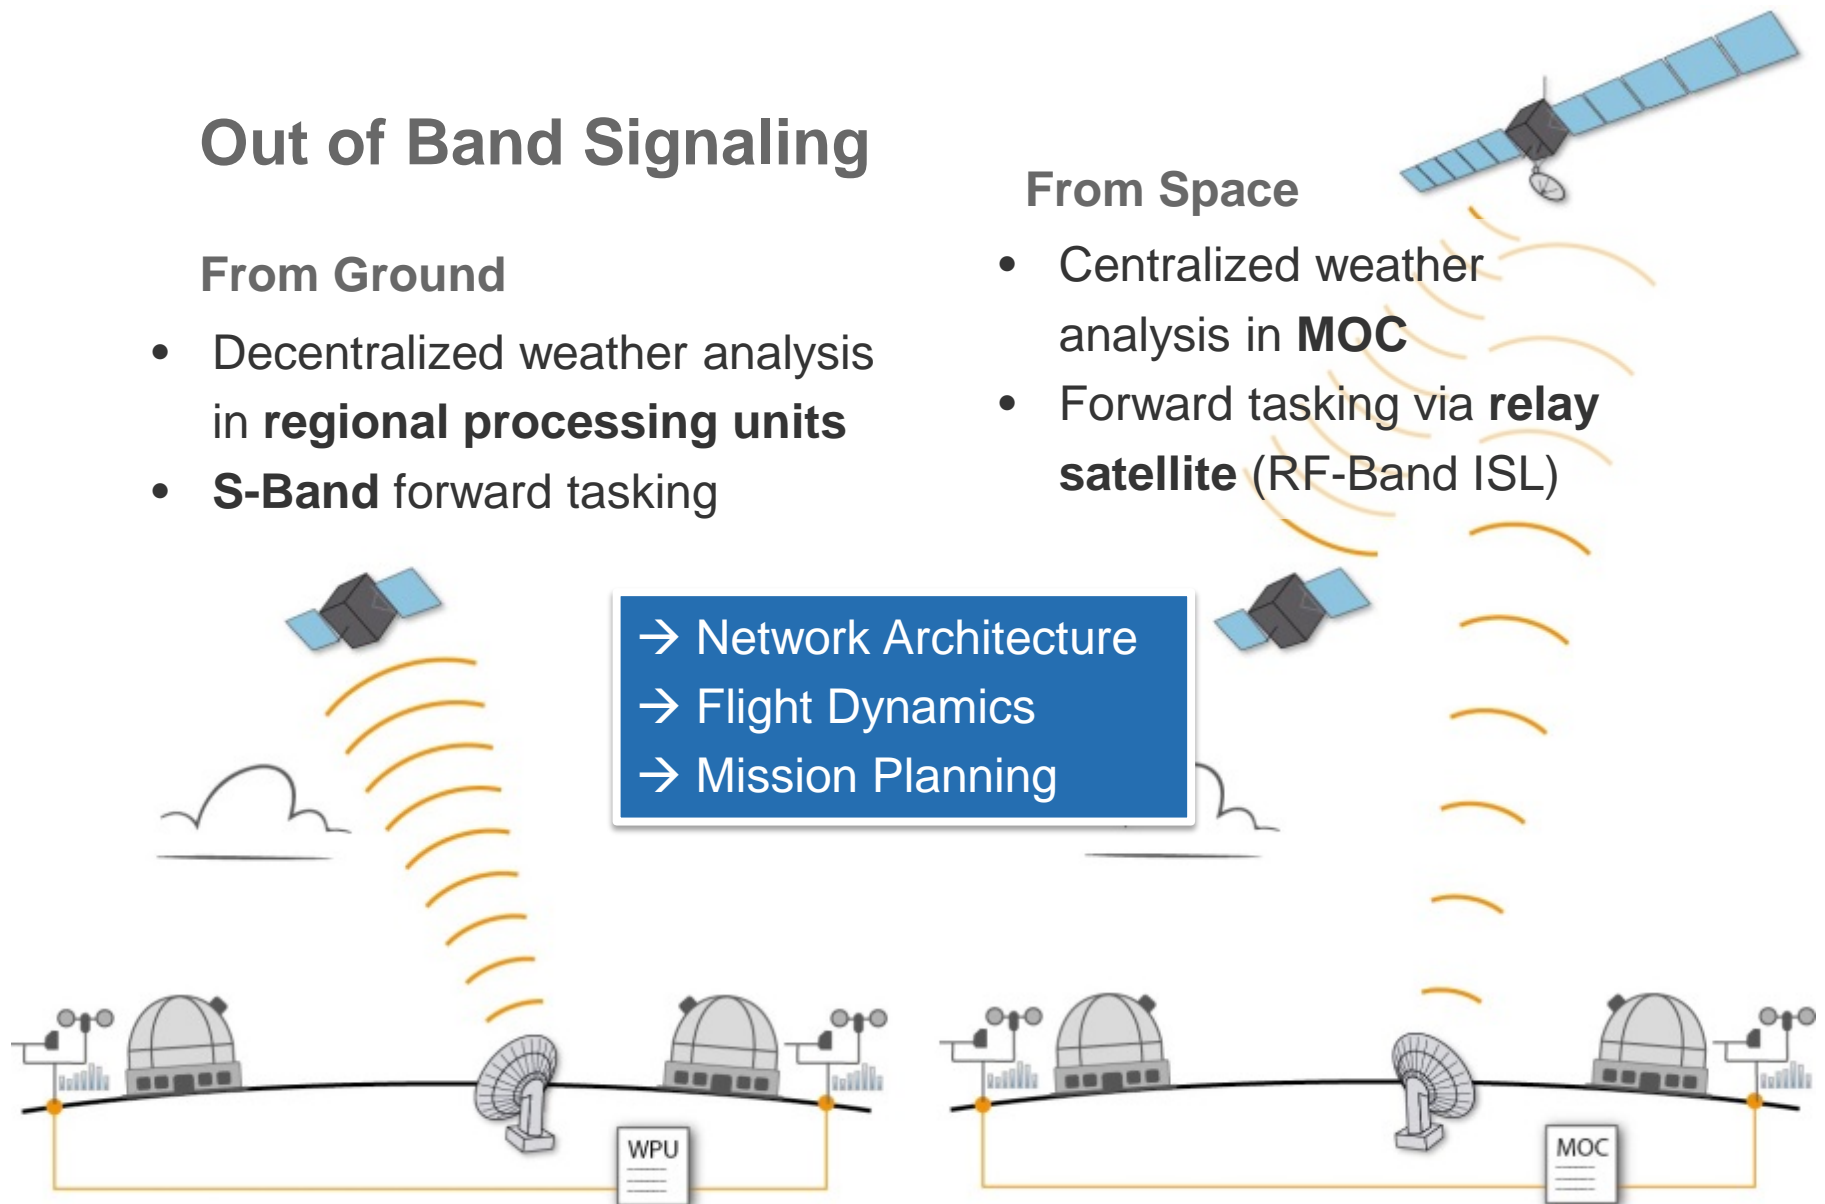 Out of Band Signaling
From Ground
• Decentralized weather analysis
in regional processing units
• S-Band forward tasking
From Space
• Centralized weather
analysis in MOC
• Forward tasking via relay
satellite (RF-Band ISL)
→ Network Architecture
→ Flight Dynamics
→ Mission Planning
WPU
MOC